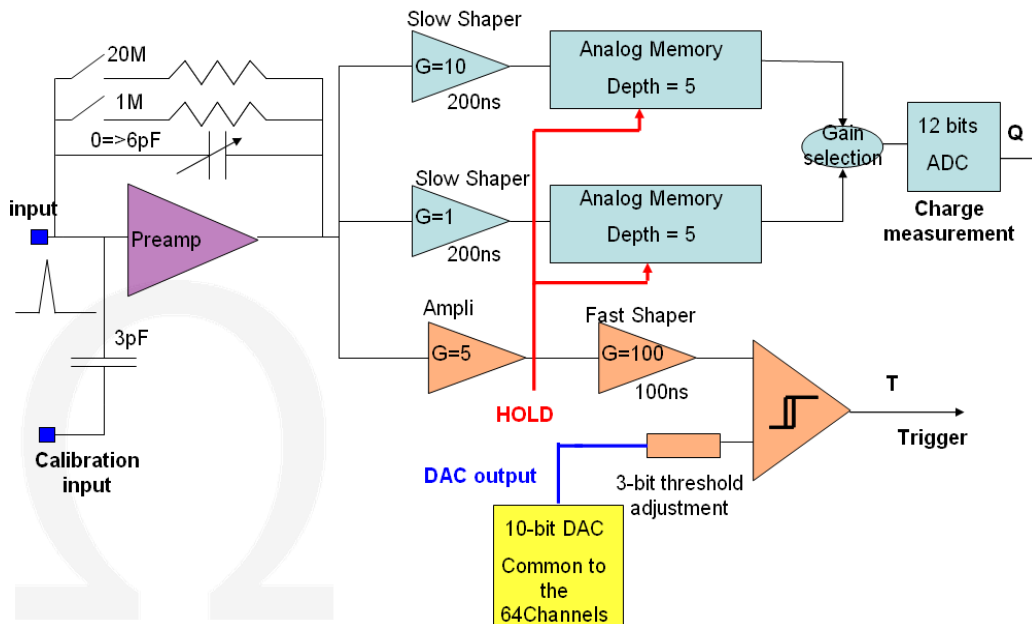 Slow Shaper
20M
G=10
200ns
Analog Memory
Depth = 5
1M
0=>6pF
Gain
selection
12 bits
ADC
Q
Slow Shaper
input
Preamp
G=1
200ns
Analog Memory
Depth = 5
Charge
measurement
Ampli
Fast Shaper
3pF
G=5
G=100
100ns
T
HOLD
Trigger
Calibration
input
DAC output
3-bit threshold
adjustment
10-bit DAC
Common to
the
64Channels